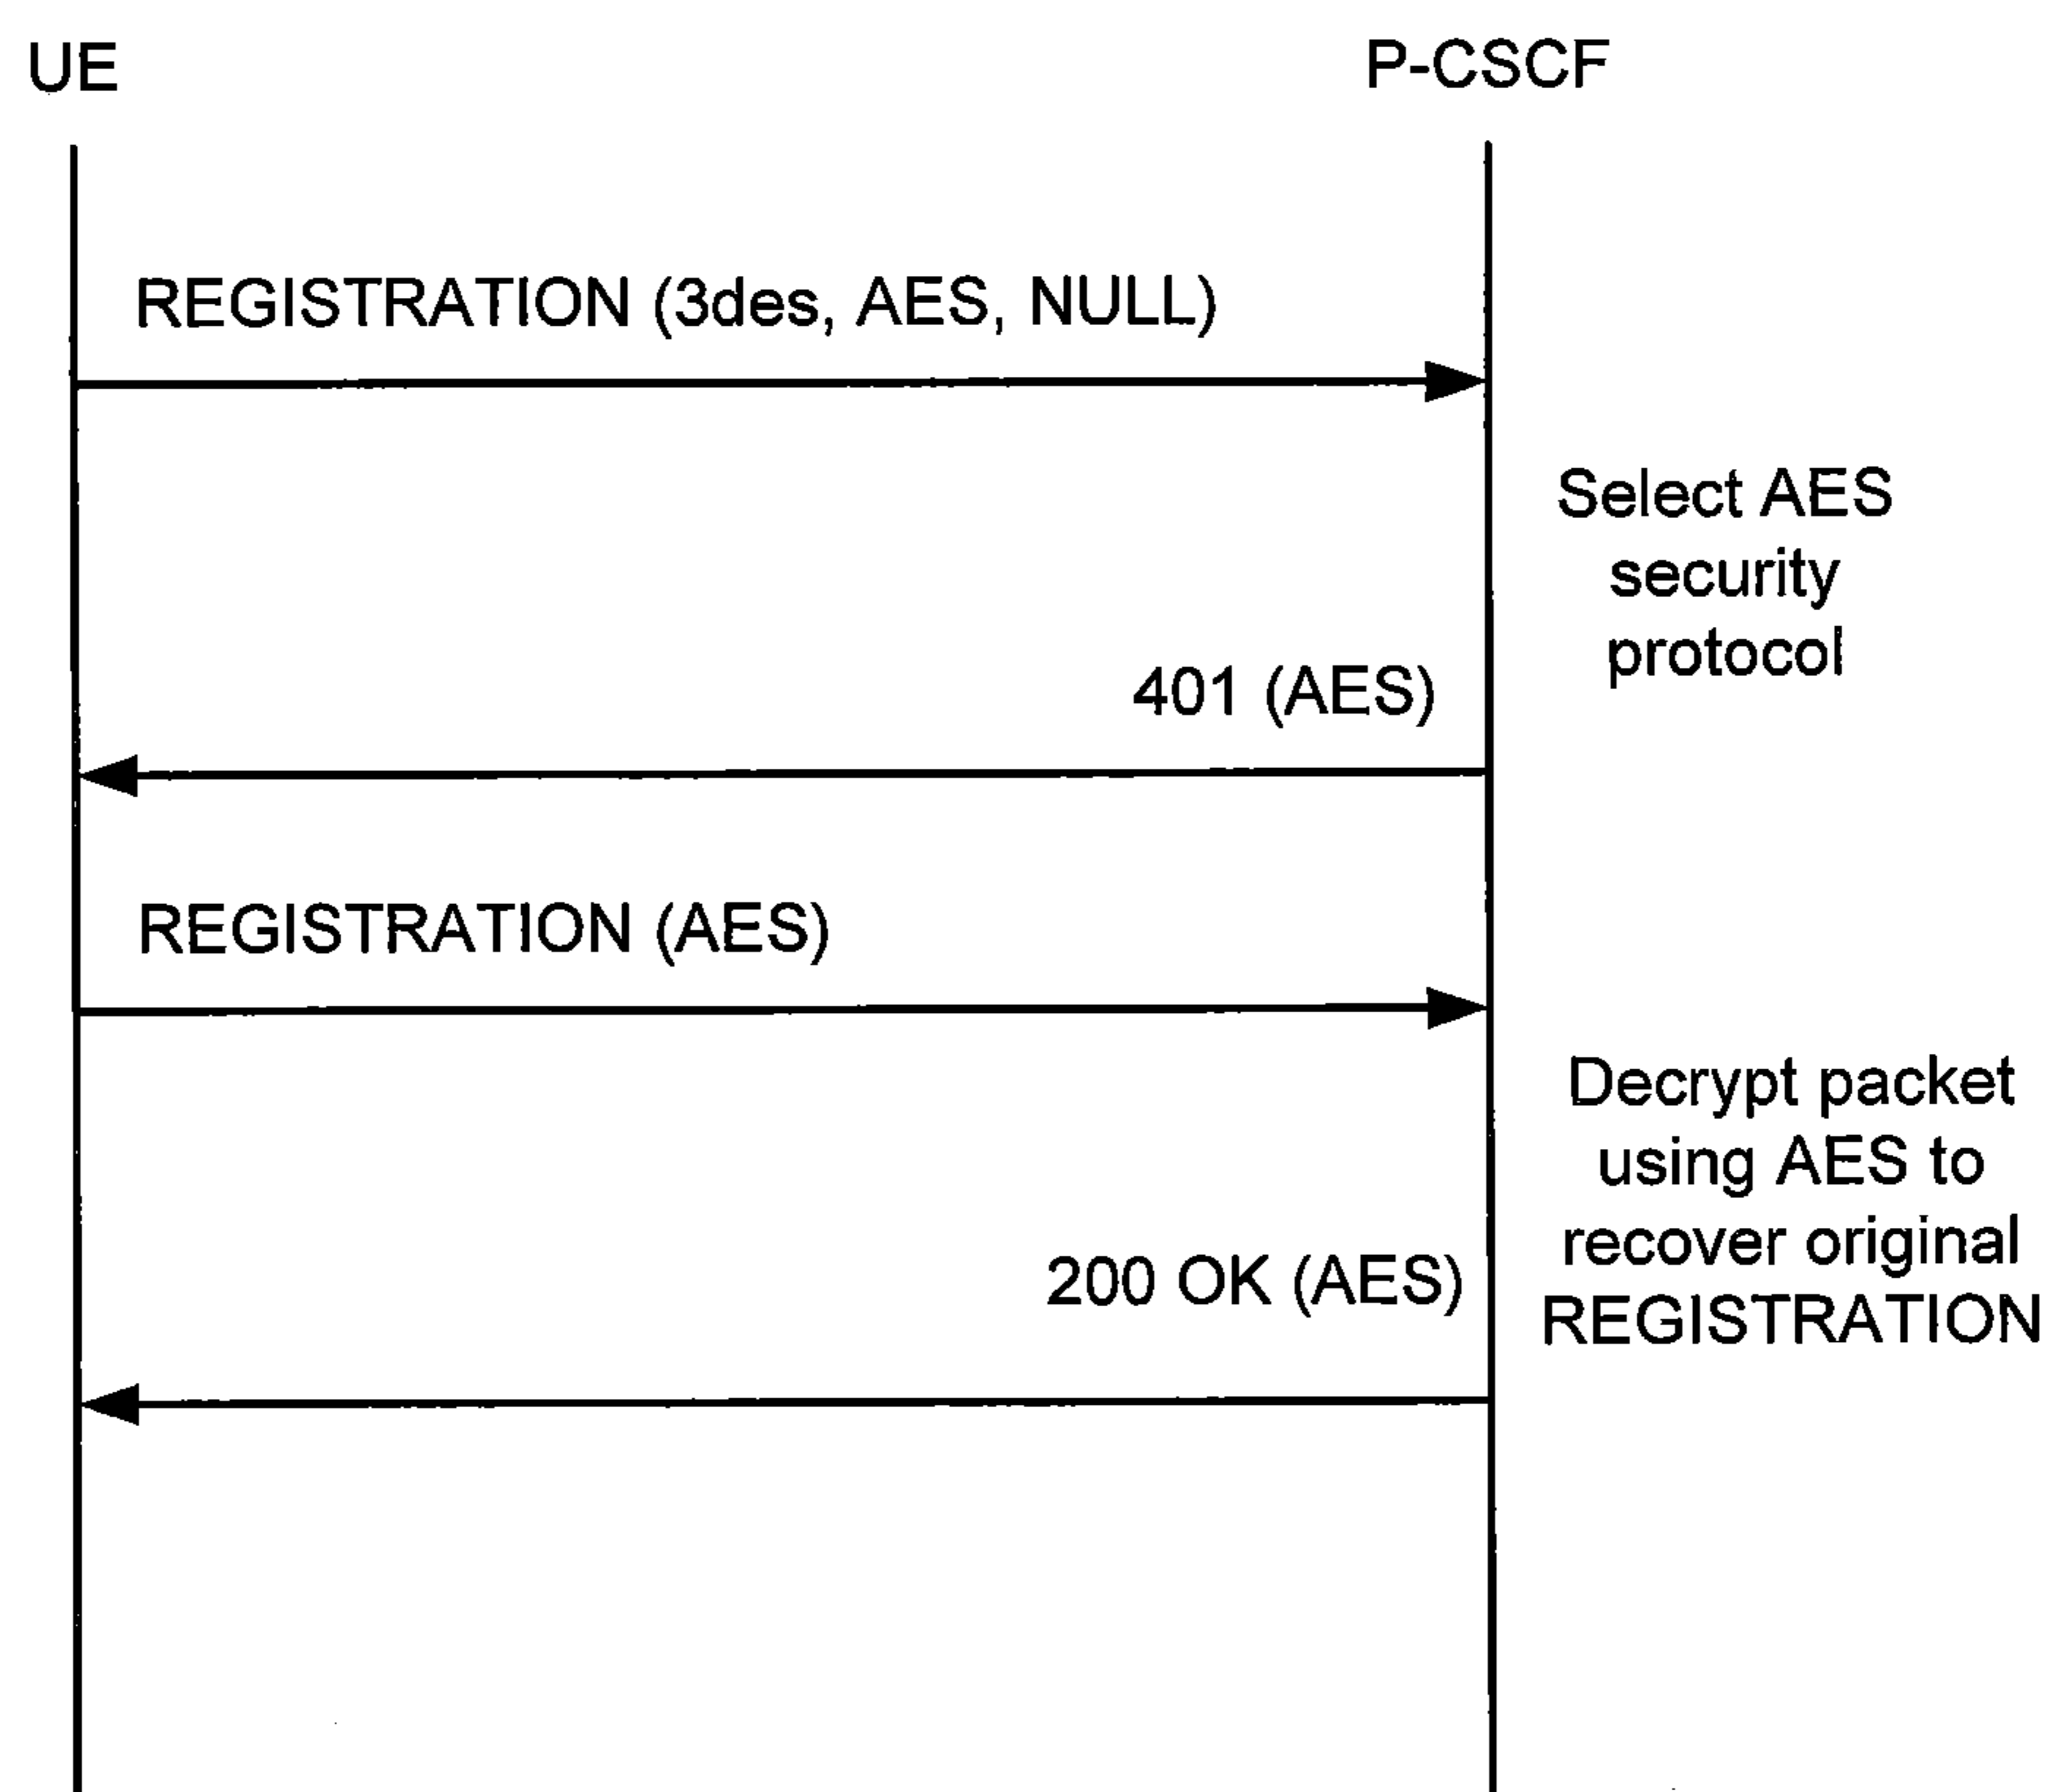 UE
P-CSCF
REGISTRATION (3des, AES, NULL)
Select AES
security
protocol
401 (AES)
REGISTRATION (AES)
Decrypt packet
using AES to
recover original
REGISTRATION
200 OK (AES)